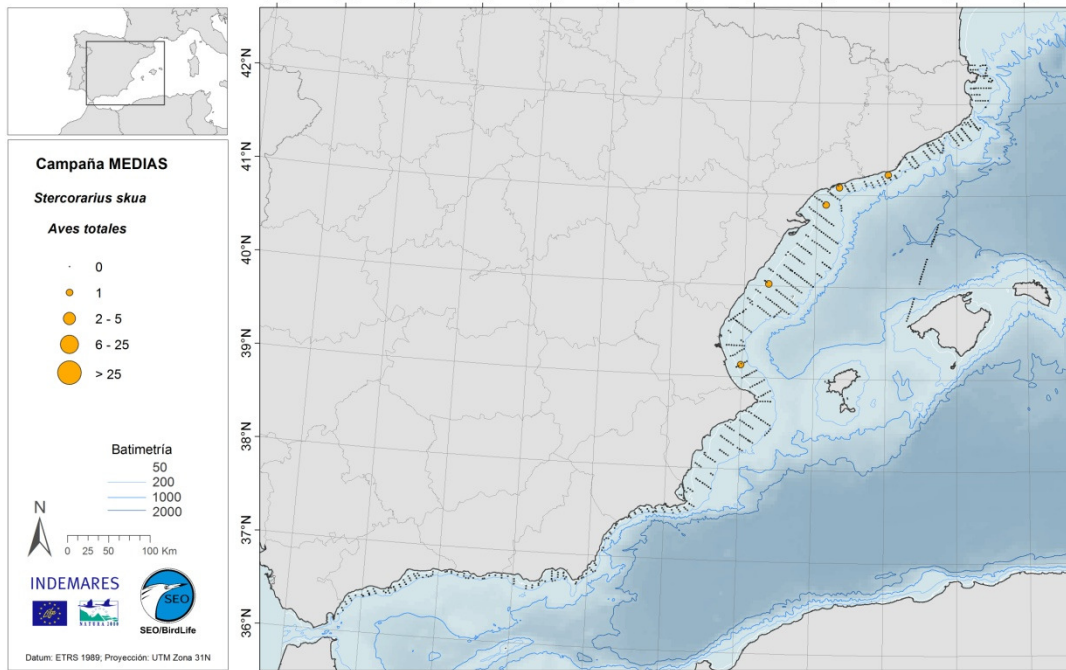 Campaña MEDIAS
Stercorarius skua
Aves totales
0
1
2 - 5
6 - 25
> 25
Batimetría
50
200
1000
2000
N
0 25 50 100 Km
INDEMARES
NATURA 2000
SEO
SEO/BirdLife
Datum: ETRS 1989; Proyección: UTM Zona 31N
42°N
41°N
40°N
39°N
38°N
37°N
36°N